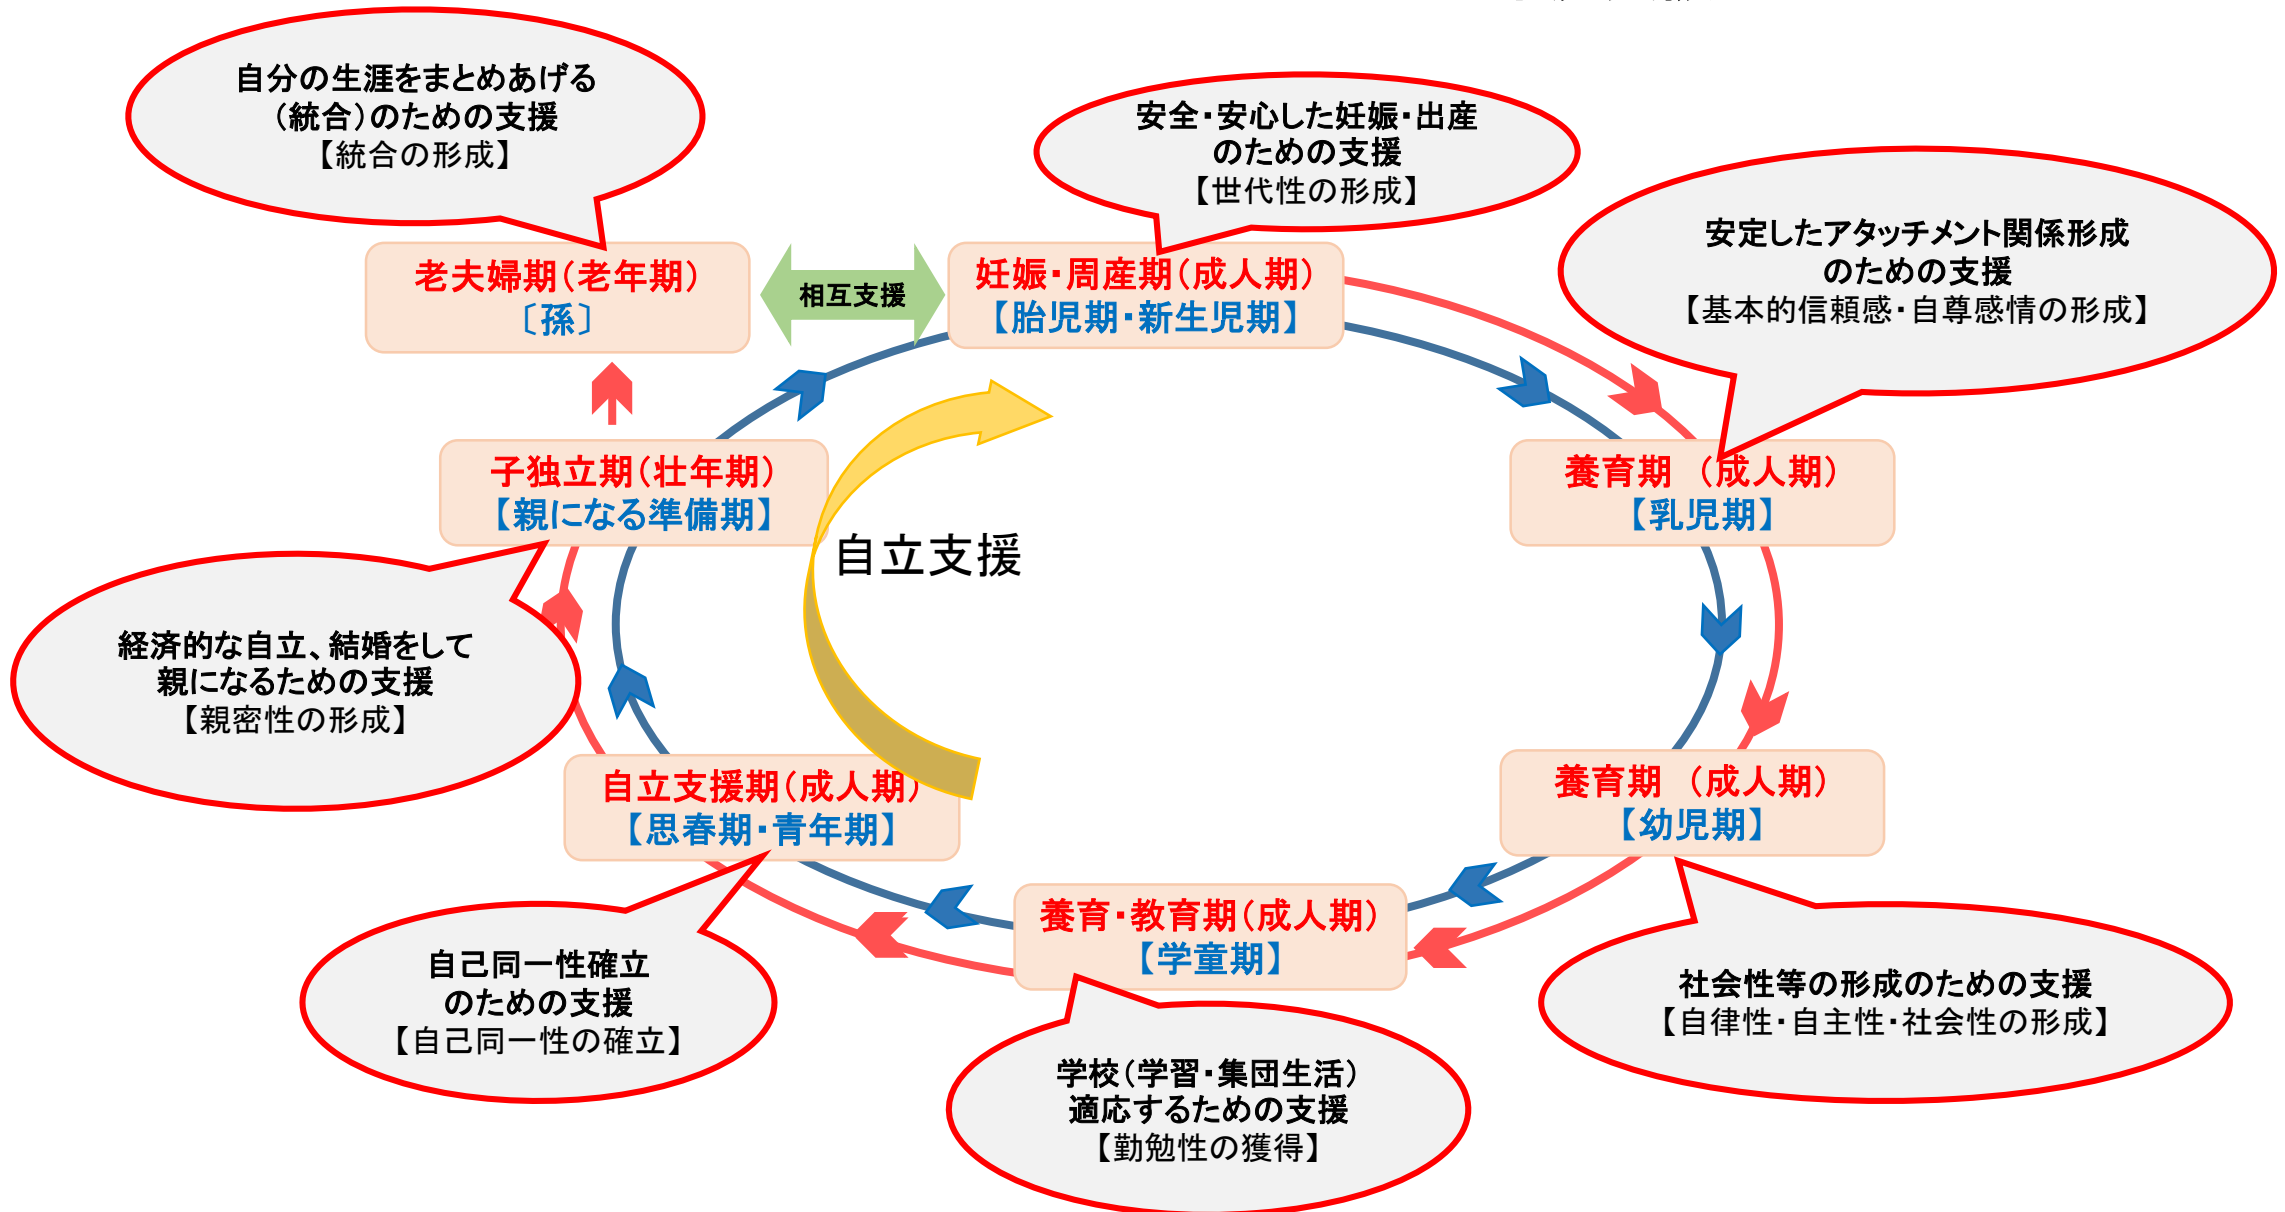 自分の生涯をまとめあげる
（統合）のための支援
【統合の形成】
安全・安心した妊娠・出産
のための支援
【世代性の形成】
安定したアタッチメント関係形成
のための支援
【基本的信頼感・自尊感情の形成】
老夫婦期（老年期）
〔孫〕
相互支援
妊娠・周産期（成人期）
【胎児期・新生児期】
子独立期（壮年期）
【親になる準備期】
養育期　（成人期）
【乳児期】
自立支援
経済的な自立、結婚をして
親になるための支援
【親密性の形成】
自立支援期（成人期）
【思春期・青年期】
養育期　（成人期）
【幼児期】
養育・教育期（成人期）
【学童期】
自己同一性確立
のための支援
【自己同一性の確立】
社会性等の形成のための支援
【自律性・自主性・社会性の形成】
学校（学習・集団生活）
適応するための支援
【勤勉性の獲得】